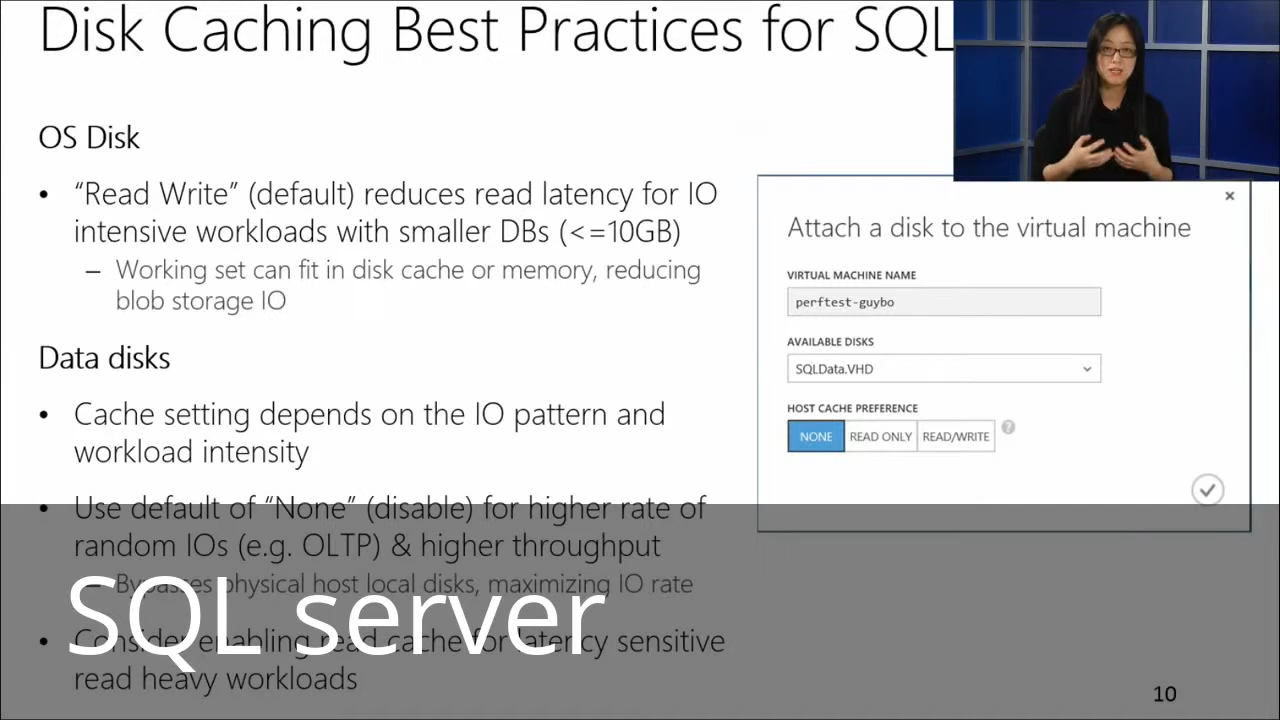 Disk Caching Best Practices for SQL
OS Disk
• “Read Write” (default) reduces read latency for IO
intensive workloads with smaller DBs (<=10GB)
– Working set can fit in disk cache or memory, reducing
blob storage IO
Data disks
• Cache setting depends on the IO pattern and
workload intensity
• Use default of “None” (disable) for higher rate of
random IOs (e.g. OLTP) & higher throughput
– Bypasses physical host local disks, maximizing IO rate
• Consider enabling read cache for latency sensitive
read heavy workloads
Attach a disk to the virtual machine
VIRTUAL MACHINE NAME
perftest-guybo
AVAILABLE DISKS
SQLData.VHD
HOST CACHE PREFERENCE
NONE READ ONLY READ/WRITE ?
SQL server
10